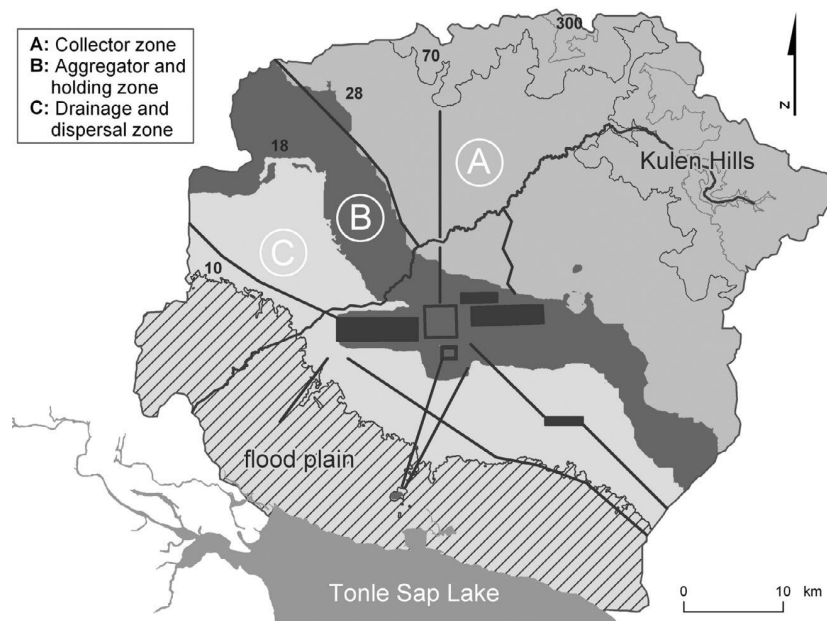 A: Collector zone
B: Aggregator and
holding zone
C: Drainage and
dispersal zone
300
70
N
28
18
A
Kulen Hills
B
C
10
flood plain
Tonle Sap Lake
0 10 km